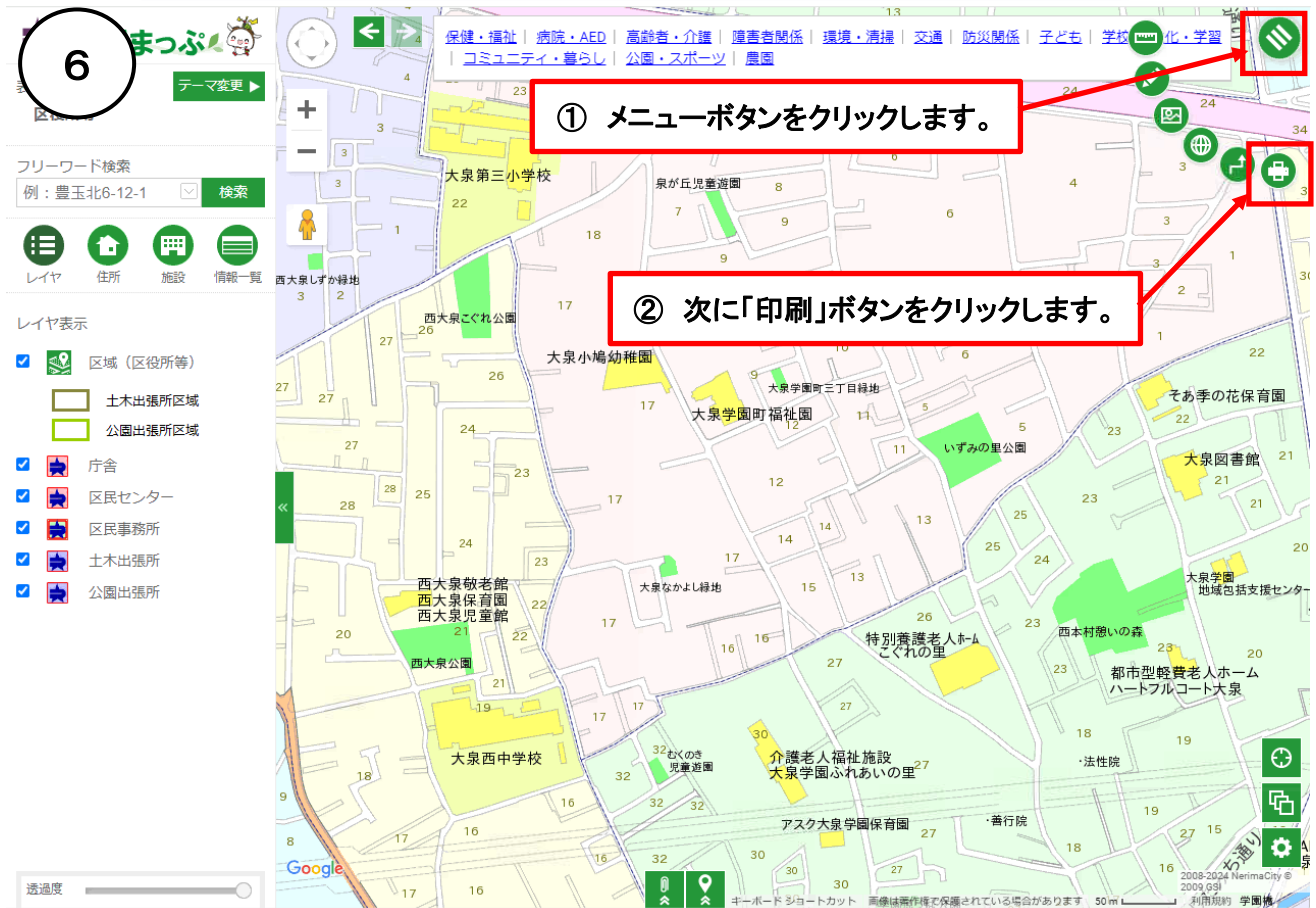 6
まっぷ
テーマ変更 ▶
フリーワード検索
例：豊玉北6-12-1
検索
レイヤ
住所
施設
情報一覧
レイヤ表示
区域（区役所等）
土木出張所区域
公園出張所区域
庁舎
区民センター
区民事務所
土木出張所
公園出張所
透過度
保健・福祉 | 病院・AED | 高齢者・介護 | 障害者関係 | 環境・清掃 | 交通 | 防災関係 | 子ども | 学校 化・学習
| コミュニティ・暮らし | 公園・スポーツ | 農園
① メニューボタンをクリックします。
② 次に「印刷」ボタンをクリックします。
大泉第三小学校
22
泉が丘児童遊園
西大泉しずか緑地
西大泉こぐれ公園
大泉小鳩幼稚園
大泉学園町三丁目緑地
大泉学園町福祉園
いずみの里公園
そあ季の花保育園
大泉図書館
西大泉敬老館
西大泉保育園
西大泉児童館
西大泉公園
大泉なかよし緑地
特別養護老人ホーム
こぐれの里
西本村憩いの森
大泉学園
地域包括支援センター
都市型軽費老人ホーム
ハートフルコート大泉
大泉西中学校
むくのき
児童遊園
介護老人福祉施設
大泉学園ふれあいの里
・法性院
アスク大泉学園保育園
・善行院
Google
キーボード ショートカット
画像は著作権で保護されている場合があります
50 m
利用規約
学園橋
2008-2024 NerimaCity ©
2009 GSI